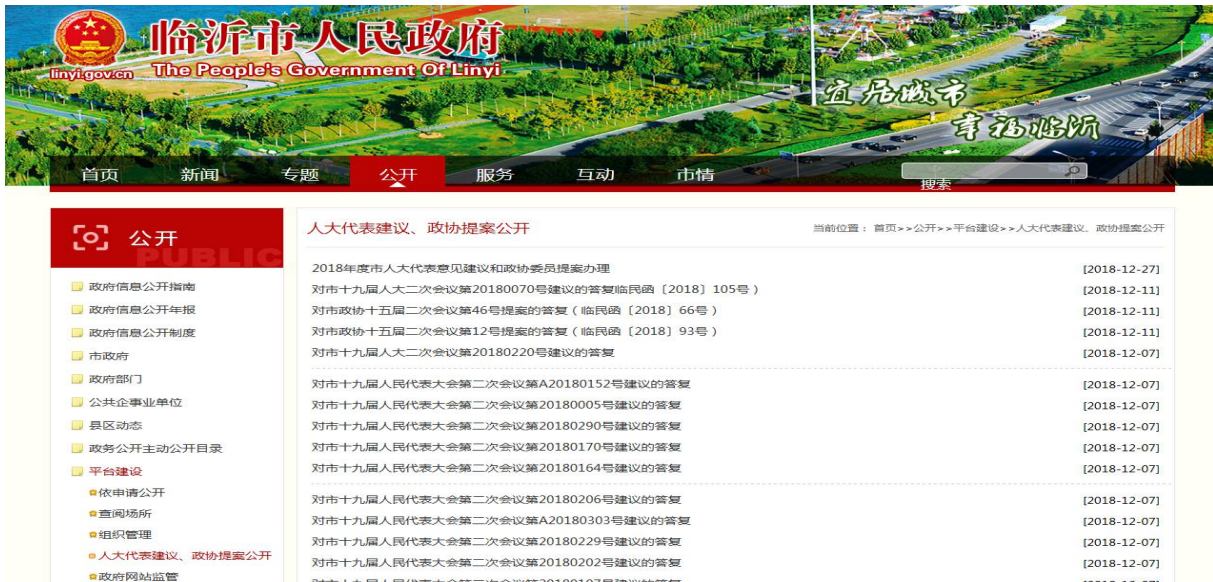 临沂市人民政府
linyi.gov.cn
The People's Government Of Linyi
宜居城市
幸福临沂
首页 新闻 专题 公开 服务 互动 市情
搜索
公开
PUBLIC
政府信息公开指南
政府信息公开年报
政府信息公开制度
市政府
政府部门
公共企事业单位
县区动态
政务公开主动公开目录
平台建设
依申请公开
查阅场所
组织管理
人大代表建议、政协提案公开
政府网站监管
人大代表建议、政协提案公开
当前位置： 首页>>公开>>平台建设>>人大代表建议、政协提案公开
2018年度市人大代表意见建议和政协委员提案办理 [2018-12-27]
对市十九届人大二次会议第20180070号建议的答复临民函〔2018〕105号） [2018-12-11]
对市政协十五届二次会议第46号提案的答复（临民函〔2018〕66号） [2018-12-11]
对市政协十五届二次会议第12号提案的答复（临民函〔2018〕93号） [2018-12-11]
对市十九届人大二次会议第20180220号建议的答复 [2018-12-07]
对市十九届人民代表大会第二次会议第A20180152号建议的答复 [2018-12-07]
对市十九届人民代表大会第二次会议第20180005号建议的答复 [2018-12-07]
对市十九届人民代表大会第二次会议第20180290号建议的答复 [2018-12-07]
对市十九届人民代表大会第二次会议第20180170号建议的答复 [2018-12-07]
对市十九届人民代表大会第二次会议第20180164号建议的答复 [2018-12-07]
对市十九届人民代表大会第二次会议第20180206号建议的答复 [2018-12-07]
对市十九届人民代表大会第二次会议第A20180303号建议的答复 [2018-12-07]
对市十九届人民代表大会第二次会议第20180229号建议的答复 [2018-12-07]
对市十九届人民代表大会第二次会议第20180202号建议的答复 [2018-12-07]